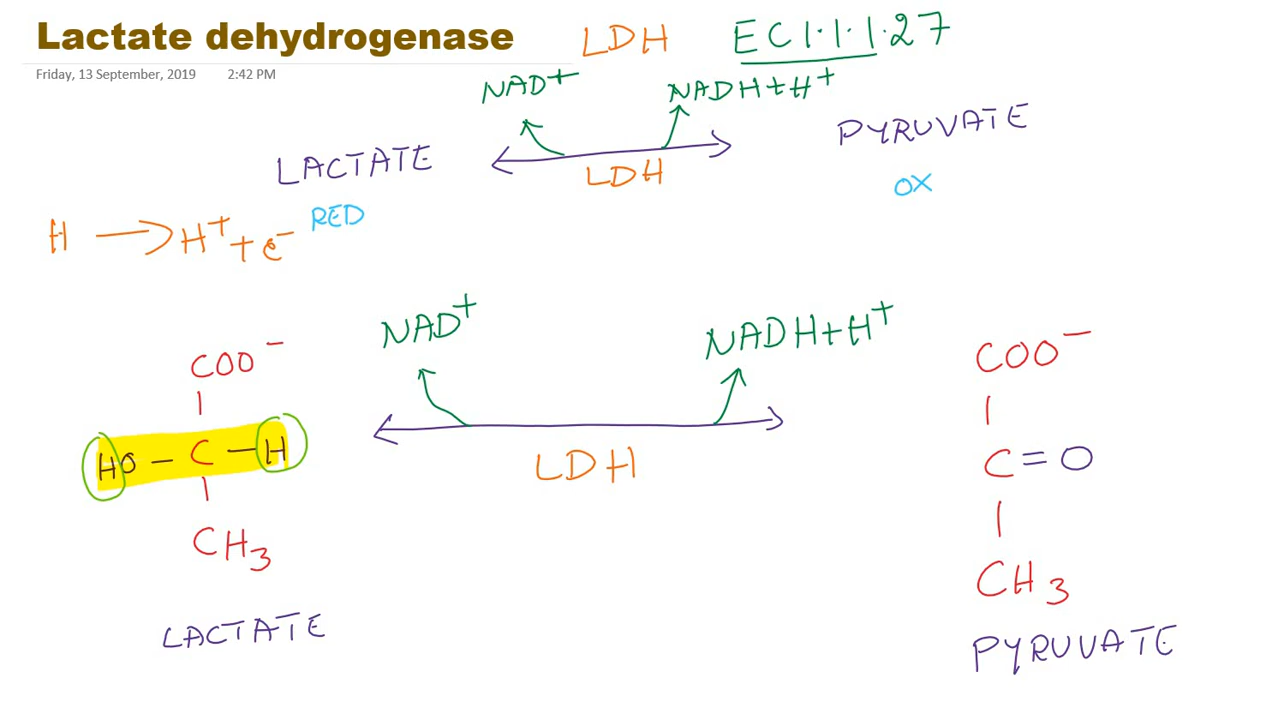 Lactate dehydrogenase LDH EC 1.1.1.27
Friday, 13 September, 2019 2:42 PM
NAD+ NADH+H+
LACTATE LDH PYRUVATE
RED OX
H → H+ + e-
NAD+ NADH+H+
COO- COO-
HO - C - H LDH C = O
CH3 CH3
LACTATE PYRUVATE